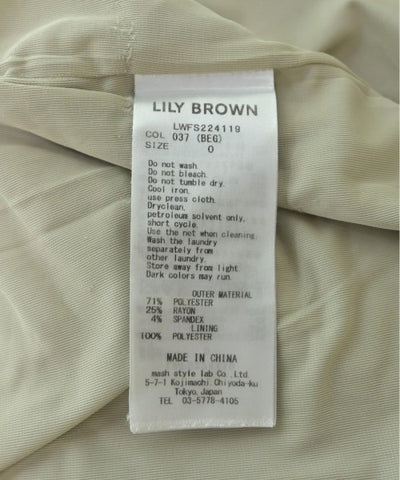 LILY BROWN
LWFS224119
COL 037 (BEG)
SIZE 0
Do not wash.
Do not bleach.
Do not tumble dry.
Cool iron.
use press cloth.
Dryclean,
petroleum solvent only,
short cycle.
Use the net when cleaning.
Wash the laundry
separately from
other laundry.
Store away from light.
Dark colors may run.
OUTER MATERIAL
71% POLYESTER
25% RAYON
4% SPANDEX
LINING
100% POLYESTER
MADE IN CHINA
mash style lab Co.,Ltd.
5-7-1 Kojimachi, Chiyoda-ku
Tokyo, Japan
TEL 03-5778-4105